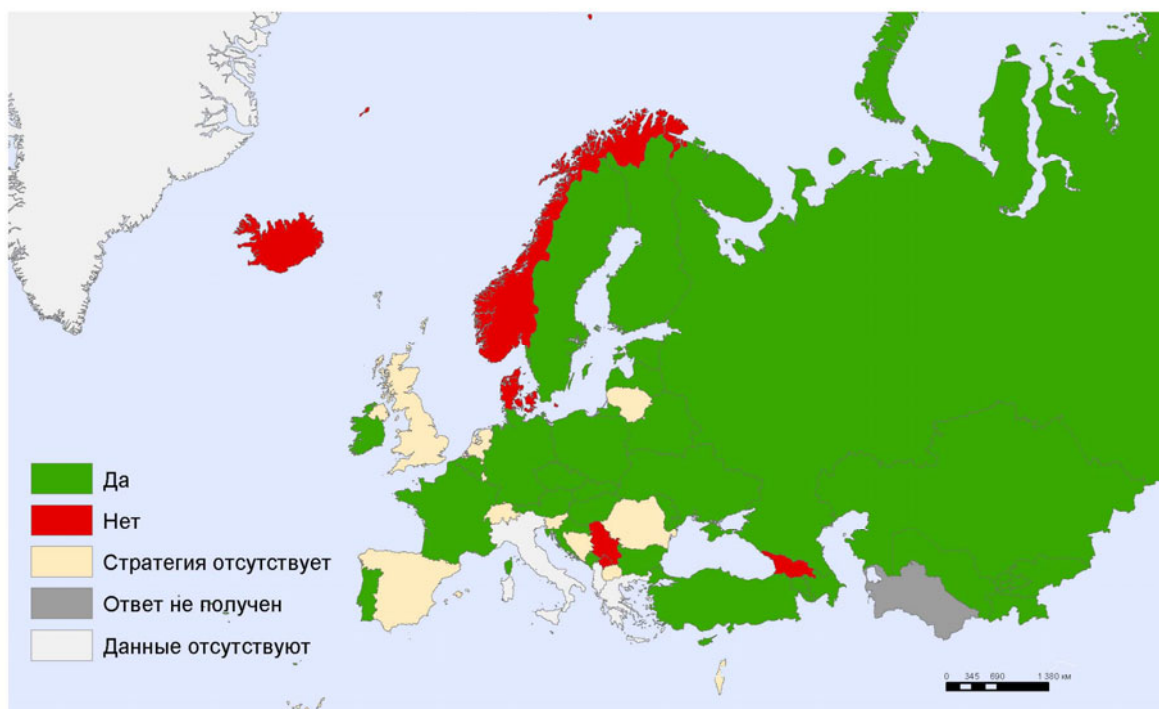 Да
Нет
Стратегия отсутствует
Ответ не получен
Данные отсутствуют
0 345 690 1 380 км